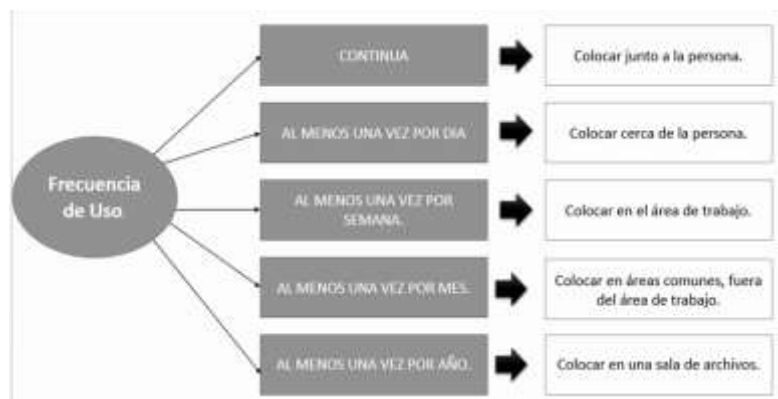 Frecuencia
de Uso
CONTINUA
Colocar junto a la persona.
AL MENOS UNA VEZ POR DIA
Colocar cerca de la persona.
AL MENOS UNA VEZ POR
SEMANA.
Colocar en el área de trabajo.
AL MENOS UNA VEZ POR MES.
Colocar en áreas comunes, fuera
del área de trabajo.
AL MENOS UNA VEZ POR AÑO.
Colocar en una sala de archivos.